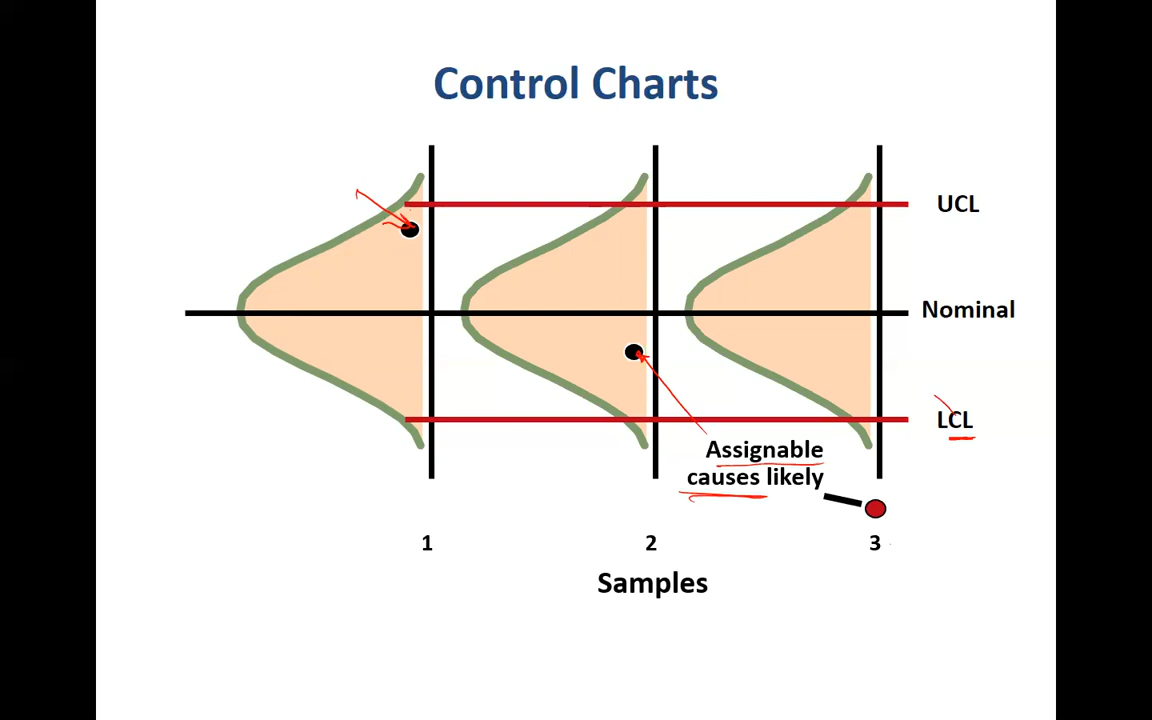 Control Charts
UCL
Nominal
LCL
Assignable
causes likely
1 2 3
Samples